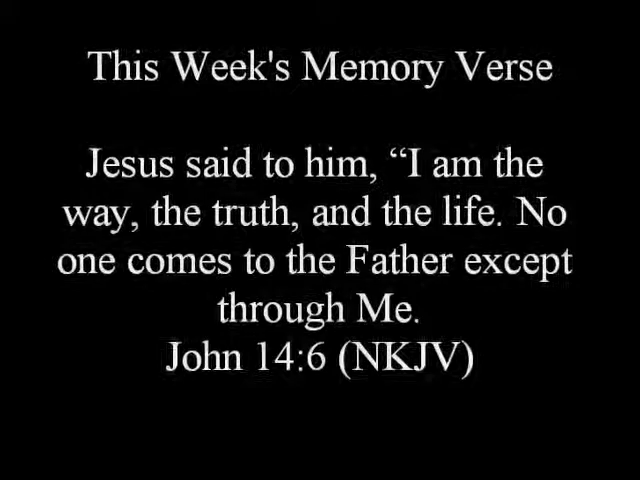 This Week's Memory Verse
Jesus said to him, “I am the
way, the truth, and the life. No
one comes to the Father except
through Me.
John 14:6 (NKJV)